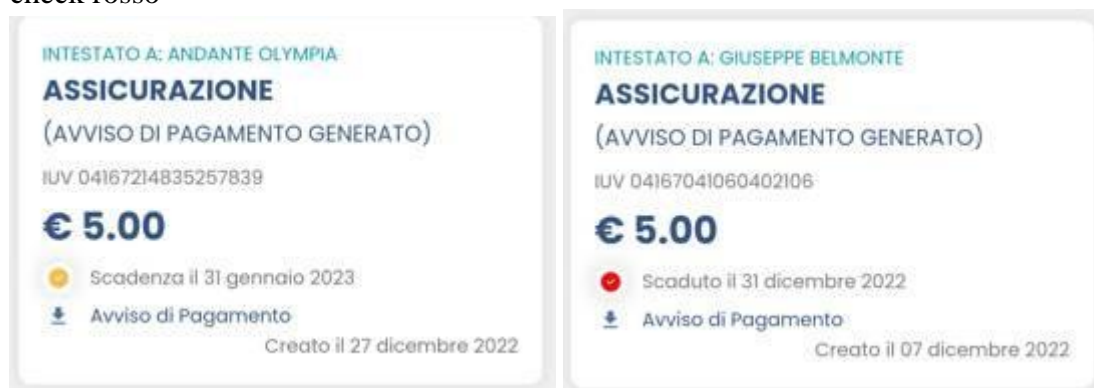 check rosso
INTESTATO A: ANDANTE OLYMPIA
ASSICURAZIONE
(AVVISO DI PAGAMENTO GENERATO)
IUV 04167214835257839
€ 5.00
Scadenza il 31 gennaio 2023
Avviso di Pagamento
Creato il 27 dicembre 2022
INTESTATO A: GIUSEPPE BELMONTE
ASSICURAZIONE
(AVVISO DI PAGAMENTO GENERATO)
IUV 04167041060402106
€ 5.00
Scaduto il 31 dicembre 2022
Avviso di Pagamento
Creato il 07 dicembre 2022